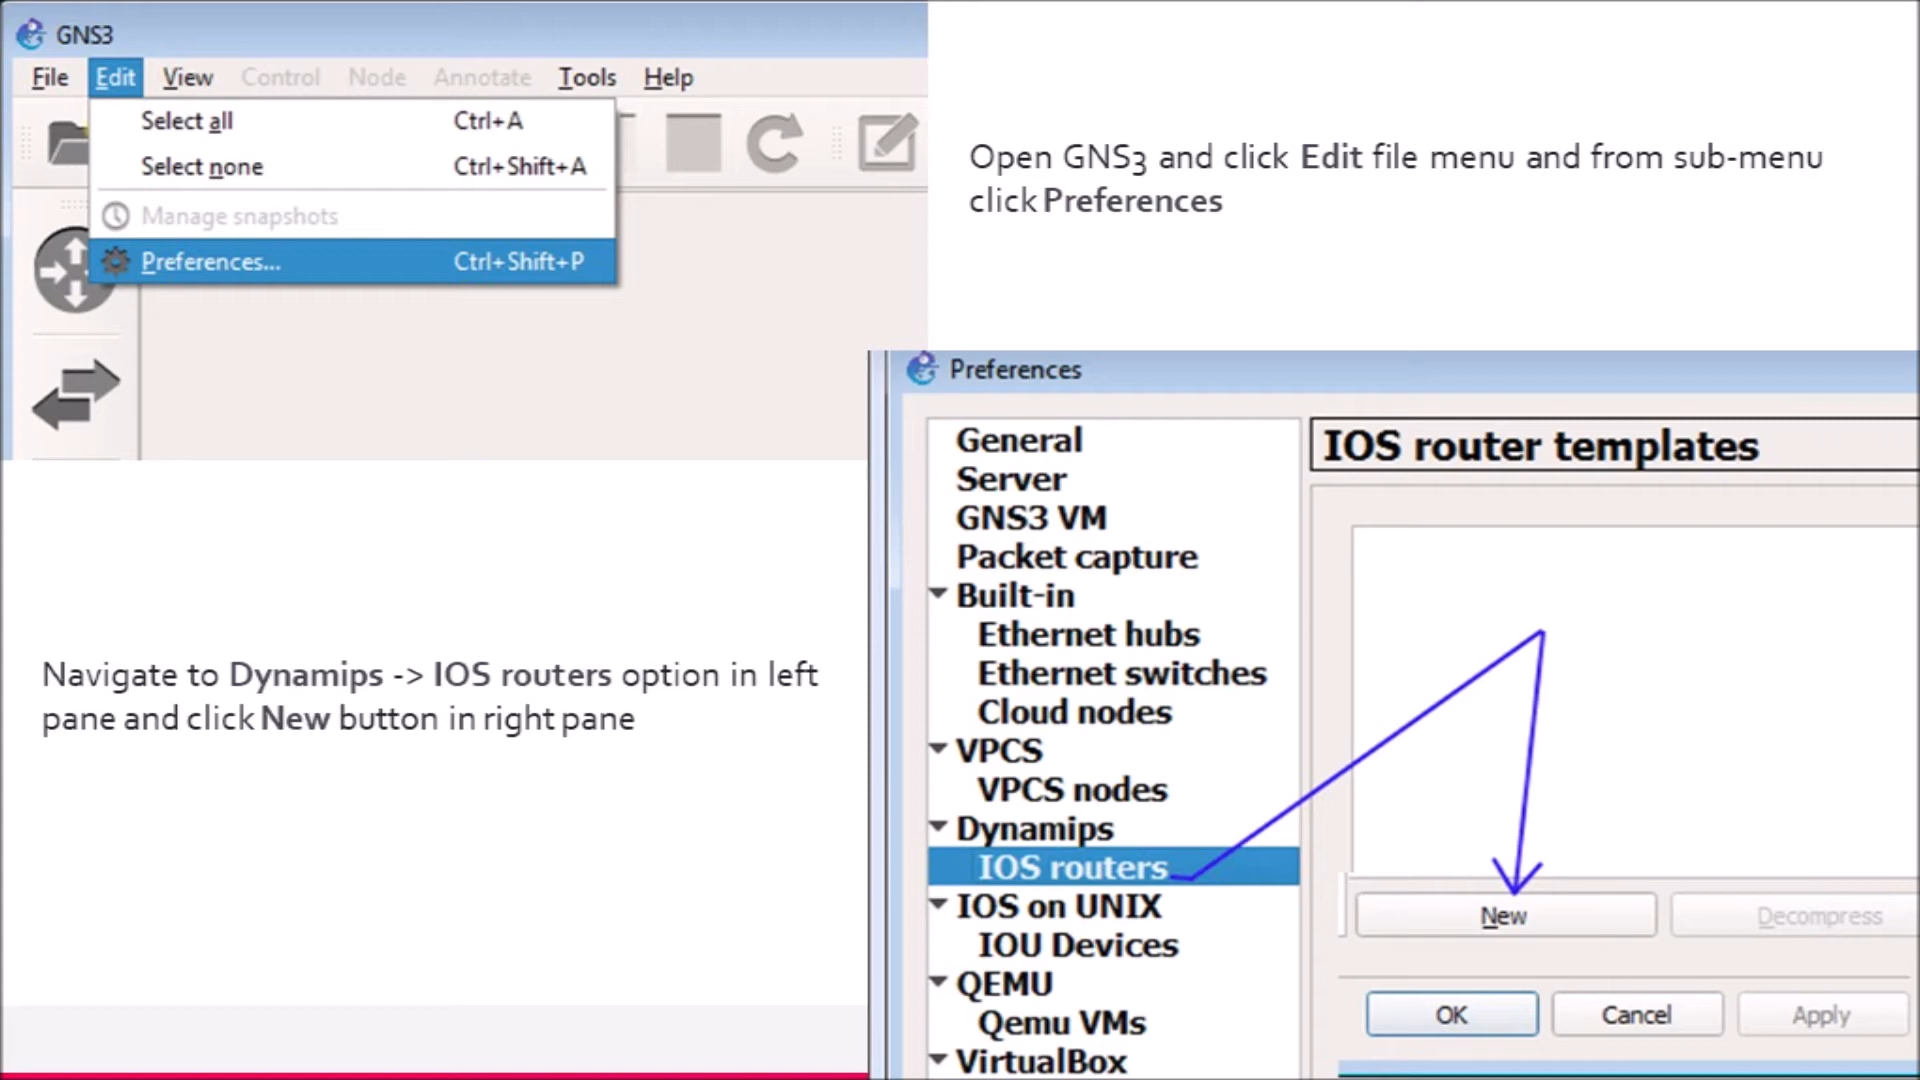 GNS3
File Edit View Control Node Annotate Tools Help
Select all Ctrl+A
Select none Ctrl+Shift+A
Manage snapshots
Preferences... Ctrl+Shift+P
Open GNS3 and click Edit file menu and from sub-menu
click Preferences
Navigate to Dynamips -> IOS routers option in left
pane and click New button in right pane
Preferences
General
Server
GNS3 VM
Packet capture
Built-in
Ethernet hubs
Ethernet switches
Cloud nodes
VPCS
VPCS nodes
Dynamips
IOS routers
IOS on UNIX
IOU Devices
QEMU
Qemu VMs
VirtualBox
IOS router templates
New Decompress
OK Cancel Apply